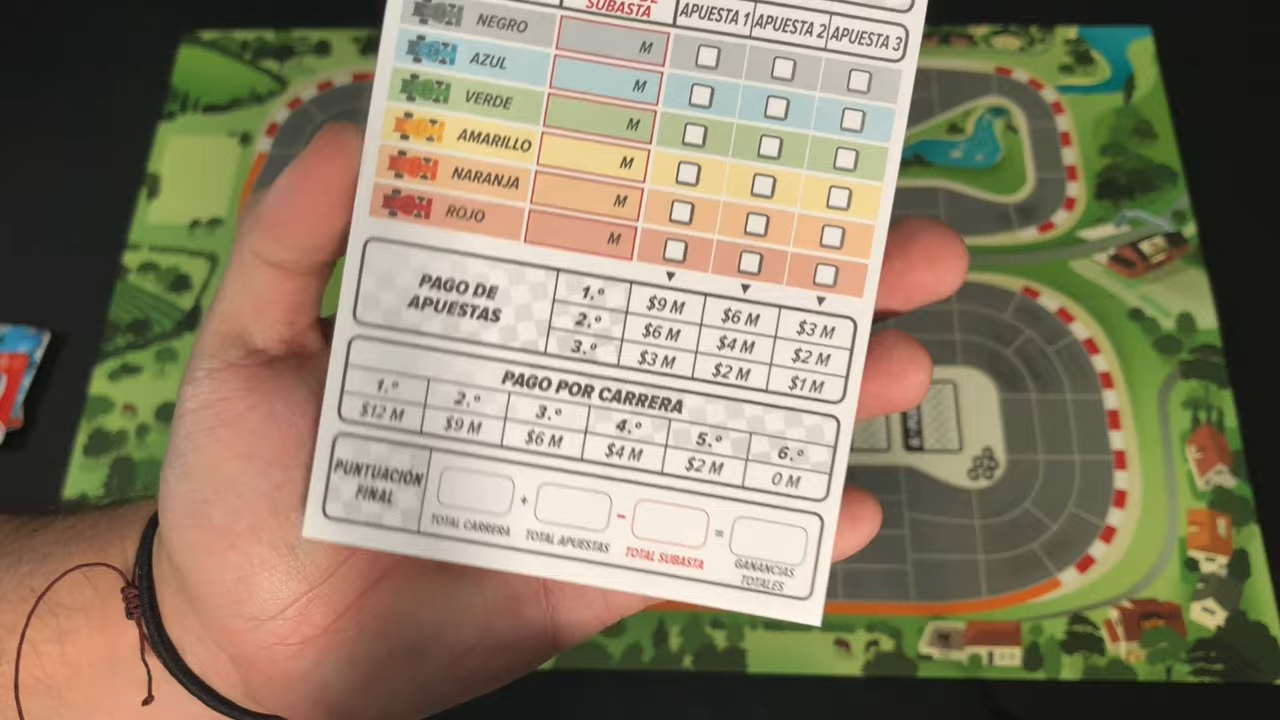 SUBASTA APUESTA 1 APUESTA 2 APUESTA 3
NEGRO M
AZUL M
VERDE M
AMARILLO M
NARANJA M
ROJO M
PAGO DE APUESTAS
1.º $9 M $6 M $3 M
2.º $6 M $4 M $2 M
3.º $3 M $2 M $1 M
PAGO POR CARRERA
1.º 2.º 3.º 4.º 5.º 6.º
$12 M $9 M $6 M $4 M $2 M 0 M
PUNTUACIÓN FINAL
+ - =
TOTAL CARRERA TOTAL APUESTAS TOTAL SUBASTA GANANCIAS TOTALES